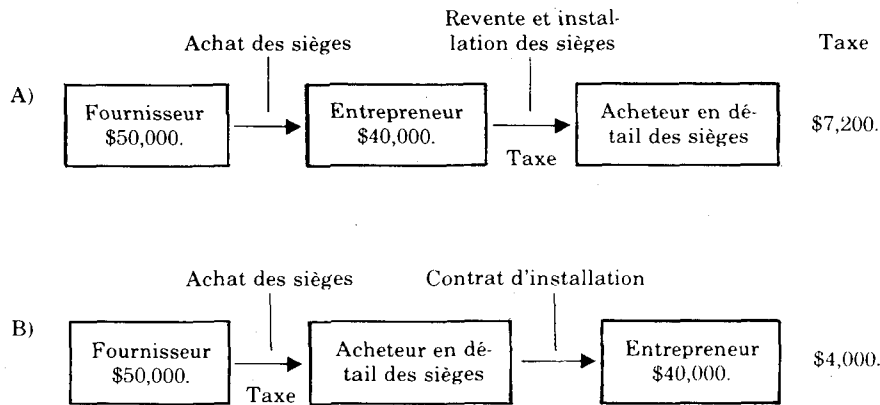 Achat des sièges
Revente et instal-
lation des sièges
Taxe
A)
Fournisseur
$50,000.
Entrepreneur
$40,000.
Taxe
Acheteur en dé-
tail des sièges
$7,200.
Achat des sièges
Contrat d'installation
B)
Fournisseur
$50,000.
Taxe
Acheteur en dé-
tail des sièges
Entrepreneur
$40,000.
$4,000.